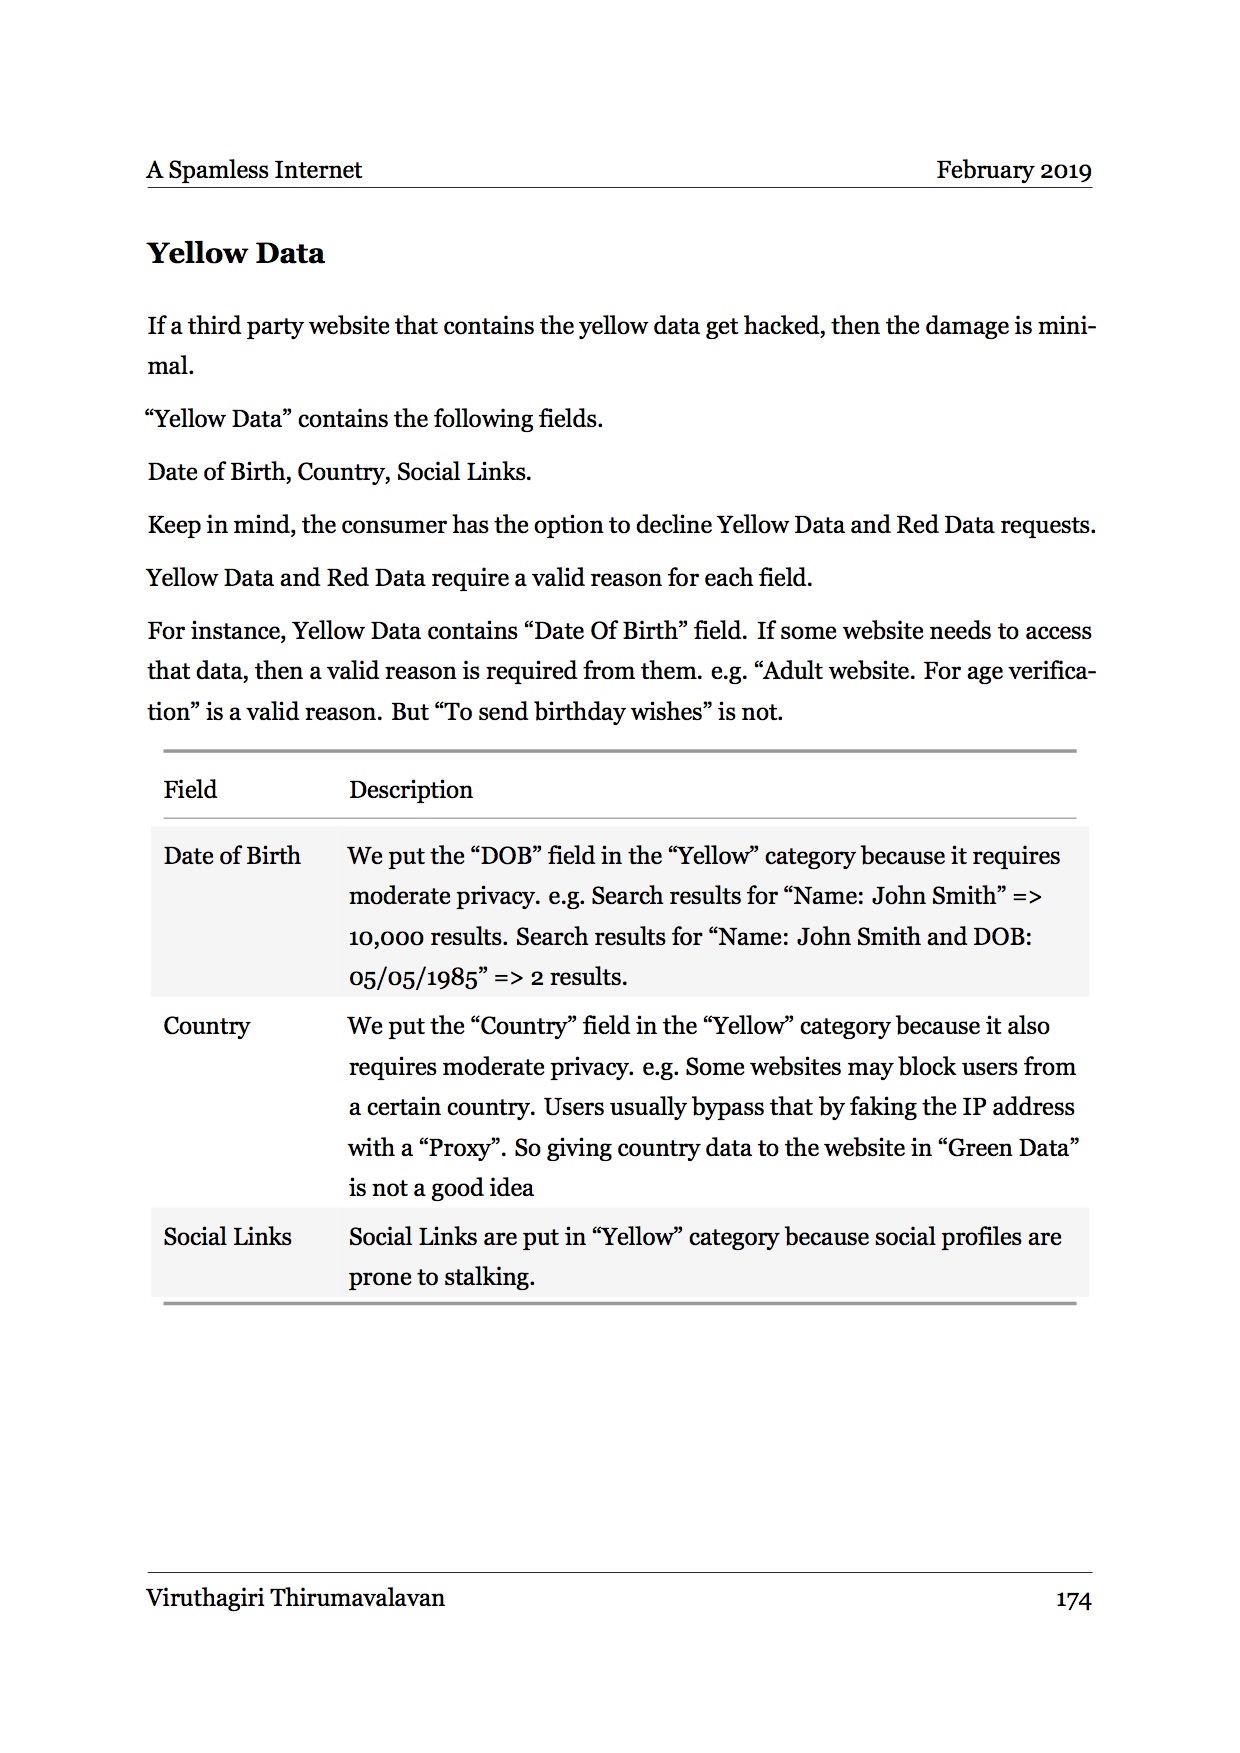 A Spamless Internet February 2019
Yellow Data
If a third party website that contains the yellow data get hacked, then the damage is mini-
mal.
“Yellow Data” contains the following fields.
Date of Birth, Country, Social Links.
Keep in mind, the consumer has the option to decline Yellow Data and Red Data requests.
Yellow Data and Red Data require a valid reason for each field.
For instance, Yellow Data contains “Date Of Birth” field. If some website needs to access
that data, then a valid reason is required from them. e.g. “Adult website. For age verifica-
tion” is a valid reason. But “To send birthday wishes” is not.
Field Description
Date of Birth We put the “DOB” field in the “Yellow” category because it requires
moderate privacy. e.g. Search results for “Name: John Smith” =>
10,000 results. Search results for “Name: John Smith and DOB:
05/05/1985” => 2 results.
Country We put the “Country” field in the “Yellow” category because it also
requires moderate privacy. e.g. Some websites may block users from
a certain country. Users usually bypass that by faking the IP address
with a “Proxy”. So giving country data to the website in “Green Data”
is not a good idea
Social Links Social Links are put in “Yellow” category because social profiles are
prone to stalking.
Viruthagiri Thirumavalavan 174